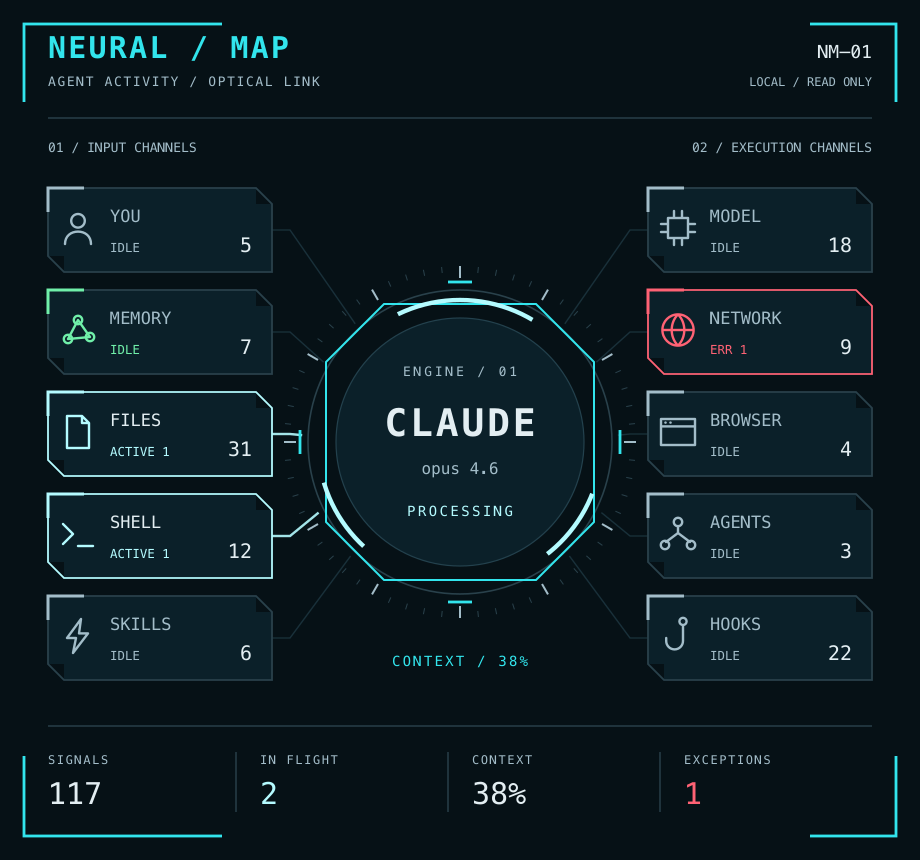 NEURAL / MAP
NM—01
AGENT ACTIVITY / OPTICAL LINK
LOCAL / READ ONLY
01 / INPUT CHANNELS
02 / EXECUTION CHANNELS
YOU
IDLE
5
MEMORY
IDLE
7
FILES
ACTIVE 1
31
SHELL
ACTIVE 1
12
SKILLS
IDLE
6
ENGINE / 01
CLAUDE
opus 4.6
PROCESSING
CONTEXT / 38%
MODEL
IDLE
18
NETWORK
ERR 1
9
BROWSER
IDLE
4
AGENTS
IDLE
3
HOOKS
IDLE
22
SIGNALS
117
IN FLIGHT
2
CONTEXT
38%
EXCEPTIONS
1